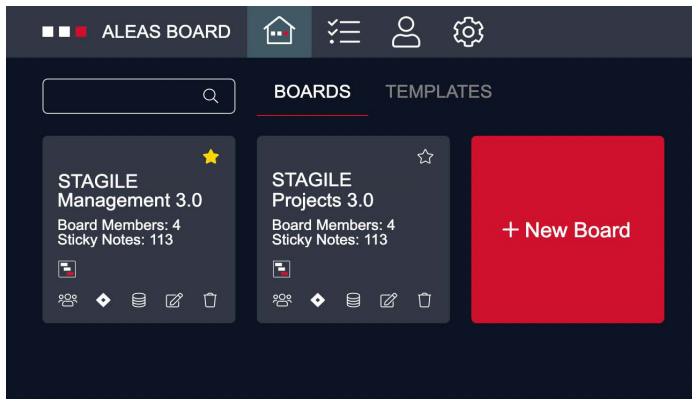 ALEAS BOARD
BOARDS
TEMPLATES
STAGILE
Management 3.0
Board Members: 4
Sticky Notes: 113
STAGILE
Projects 3.0
Board Members: 4
Sticky Notes: 113
+ New Board